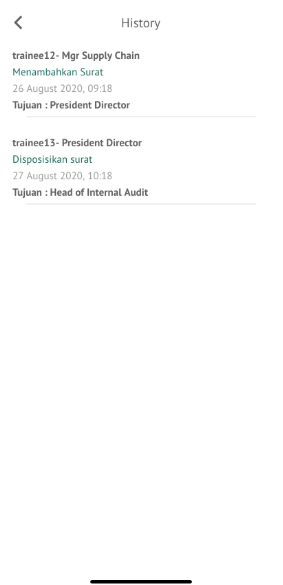 History
trainee12- Mgr Supply Chain
Menambahkan Surat
26 August 2020, 09:18
Tujuan : President Director
trainee13- President Director
Disposisikan surat
27 August 2020, 10:18
Tujuan : Head of Internal Audit